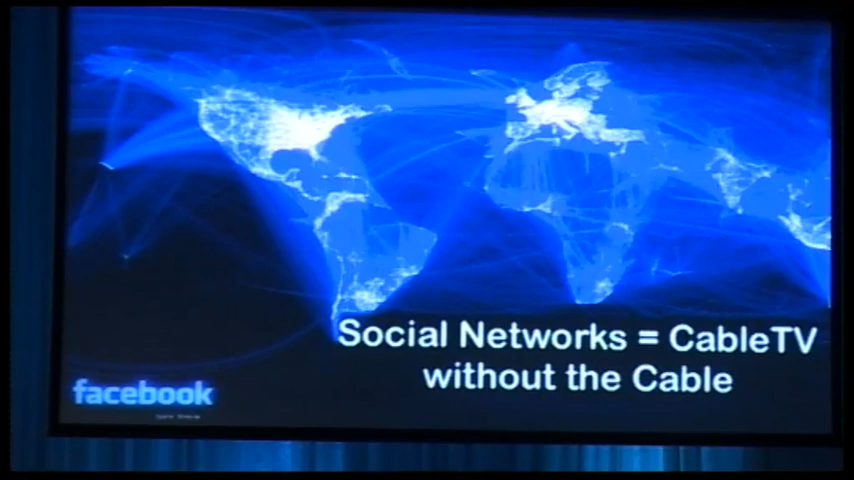 Social Networks = CableTV
without the Cable
facebook